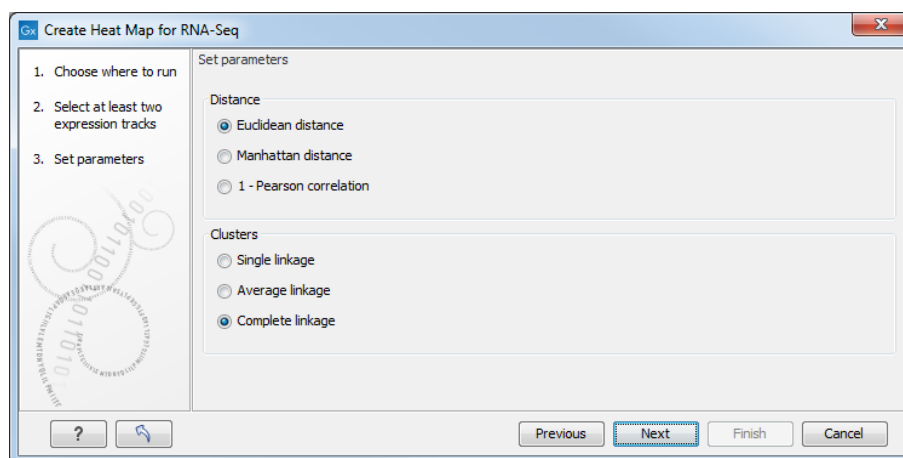 Gx Create Heat Map for RNA-Seq
1. Choose where to run
2. Select at least two
expression tracks
3. Set parameters
Set parameters
Distance
Euclidean distance
Manhattan distance
1 - Pearson correlation
Clusters
Single linkage
Average linkage
Complete linkage
? Previous Next Finish Cancel